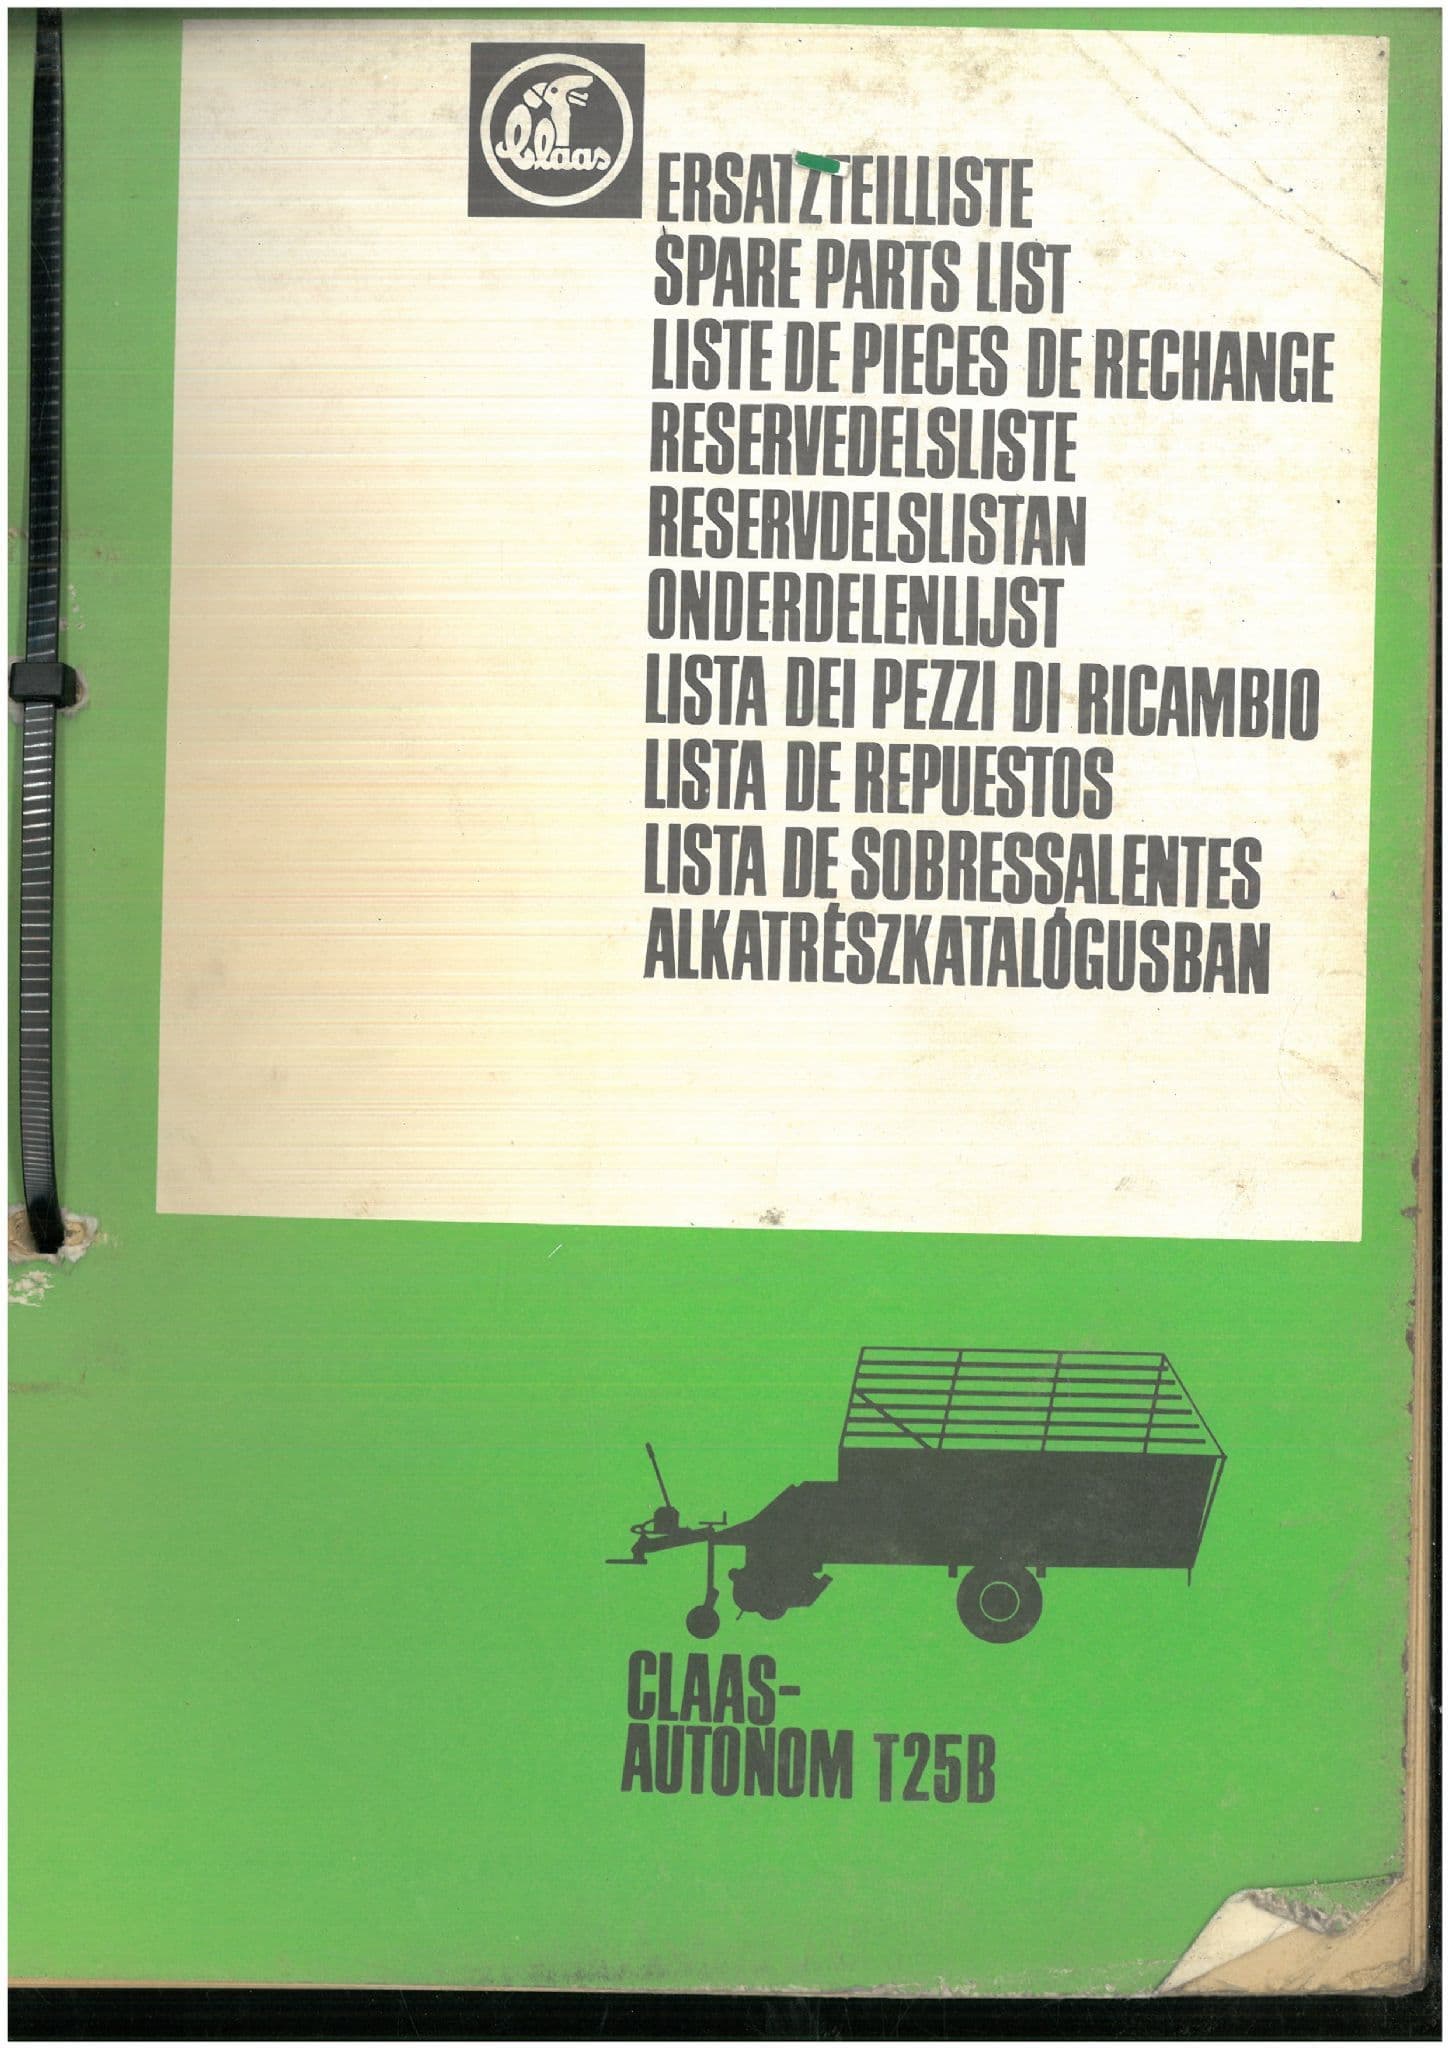 Claas
ERSATZTEILLISTE
SPARE PARTS LIST
LISTE DE PIECES DE RECHANGE
RESERVEDELSLISTE
RESERVDELSLISTAN
ONDERDELENLIJST
LISTA DEI PEZZI DI RICAMBIO
LISTA DE REPUESTOS
LISTA DE SOBRESSALENTES
ALKATRÉSZKATALÓGUSBAN
CLAAS-
AUTONOM T25B